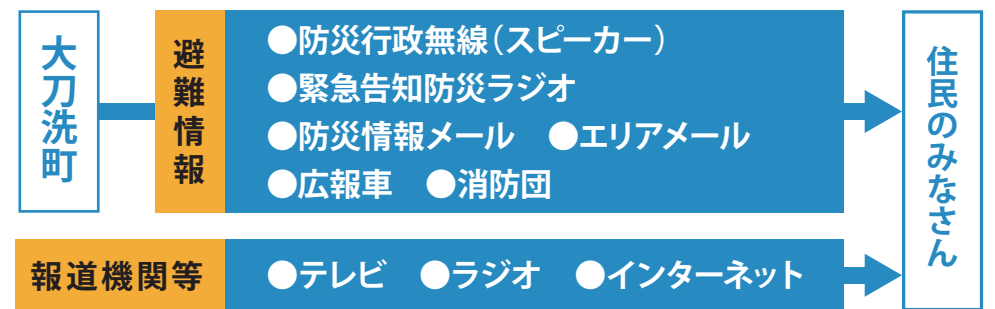 大刀洗町
避難情報
●防災行政無線（スピーカー）
●緊急告知防災ラジオ
●防災情報メール　●エリアメール
●広報車　●消防団
報道機関等
●テレビ　●ラジオ　●インターネット
住民のみなさん